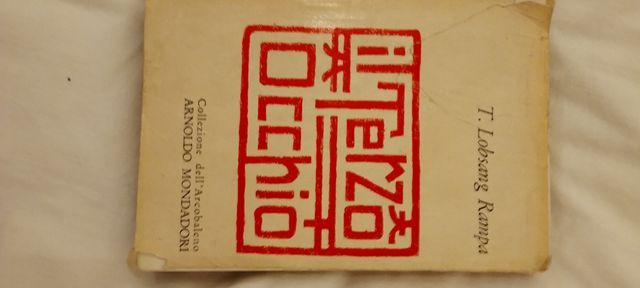 T. Lobsang Rampa
il Terzo
Occhio
Collezione dell'Arcobaleno
ARNOLDO MONDADORI